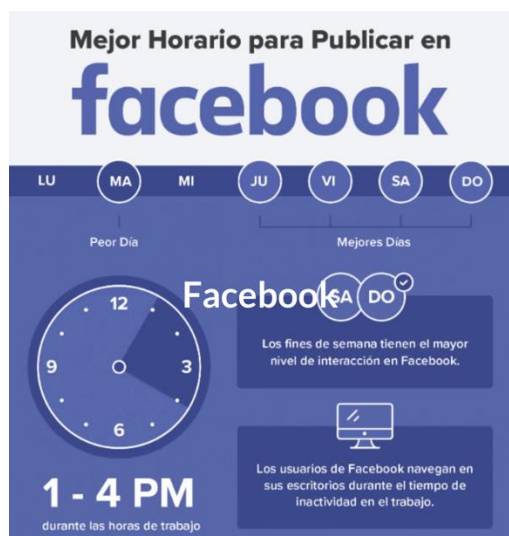 Mejor Horario para Publicar en
facebook
LU MA MI JU VI SA DO
Peor Día
Mejores Días
12
3
6
9
Facebook
SA DO
Los fines de semana tienen el mayor
nivel de interacción en Facebook.
Los usuarios de Facebook navegan en
sus escritorios durante el tiempo de
inactividad en el trabajo.
1 - 4 PM
durante las horas de trabajo